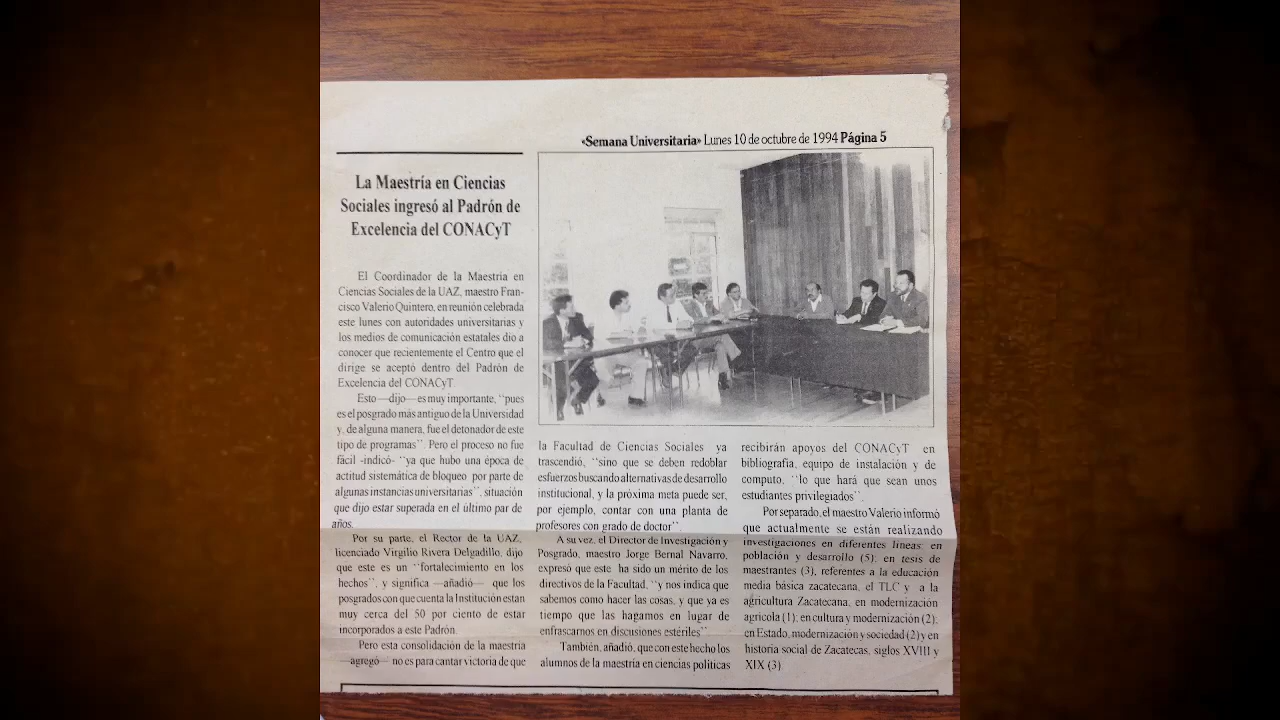 «Semana Universitaria» Lunes 10 de octubre de 1994 Página 5
La Maestría en Ciencias
Sociales ingresó al Padrón de
Excelencia del CONACyT
El Coordinador de la Maestría en
Ciencias Sociales de la UAZ, maestro Fran-
cisco Valerio Quintero, en reunión celebrada
este lunes con autoridades universitarias y
los medios de comunicación estatales dio a
conocer que recientemente el Centro que el
dirige se aceptó dentro del Padrón de
Excelencia del CONACyT.
Esto —dijo— es muy importante, "pues
es el posgrado más antiguo de la Universidad
y, de alguna manera, fue el detonador de este
tipo de programas". Pero el proceso no fue
fácil -indicó- "ya que hubo una época de
actitud sistemática de bloqueo por parte de
algunas instancias universitarias", situación
que dijo estar superada en el último par de
años.
Por su parte, el Rector de la UAZ,
licenciado Virgilio Rivera Delgadillo, dijo
que este es un "fortalecimiento en los
hechos", y significa —añadió— que los
posgrados con que cuenta la Institución estan
muy cerca del 50 por ciento de estar
incorporados a este Padrón.
Pero esta consolidación de la maestría
—agregó— no es para cantar victoria de que
la Facultad de Ciencias Sociales ya
trascendió, "sino que se deben redoblar
esfuerzos buscando alternativas de desarrollo
institucional, y la próxima meta puede ser,
por ejemplo, contar con una planta de
profesores con grado de doctor".
A su vez, el Director de Investigación y
Posgrado, maestro Jorge Bernal Navarro,
expresó que este ha sido un mérito de los
directivos de la Facultad, "y nos indica que
sabemos como hacer las cosas, y que ya es
tiempo que las hagamos en lugar de
enfrascarnos en discusiones estériles".
También, añadió, que con este hecho los
alumnos de la maestría en ciencias políticas
recibirán apoyos del CONACyT en
bibliografía, equipo de instalación y de
computo, "lo que hará que sean unos
estudiantes privilegiados".
Por separado, el maestro Valerio informó
que actualmente se están realizando
investigaciones en diferentes líneas: en
población y desarrollo (5); en tesis de
maestrantes (3), referentes a la educación
media básica zacatecana, el TLC y a la
agricultura Zacatecana, en modernización
agrícola (1); en cultura y modernización (2);
en Estado, modernización y sociedad (2) y en
historia social de Zacatecas, siglos XVIII y
XIX (3).